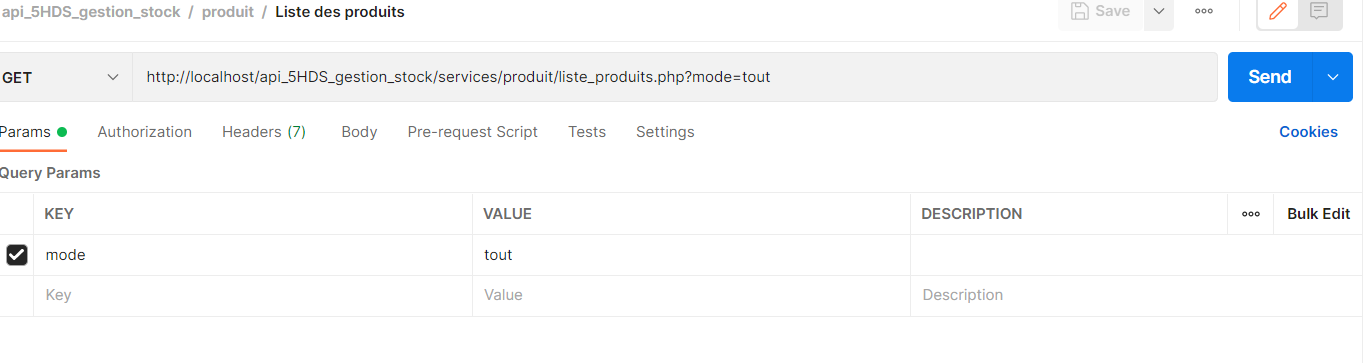 api_5HDS_gestion_stock / produit / Liste des produits
Save
GET
http://localhost/api_5HDS_gestion_stock/services/produit/liste_produits.php?mode=tout
Send
Params Authorization Headers (7) Body Pre-request Script Tests Settings Cookies
Query Params
KEY VALUE DESCRIPTION Bulk Edit
mode tout
Key Value Description